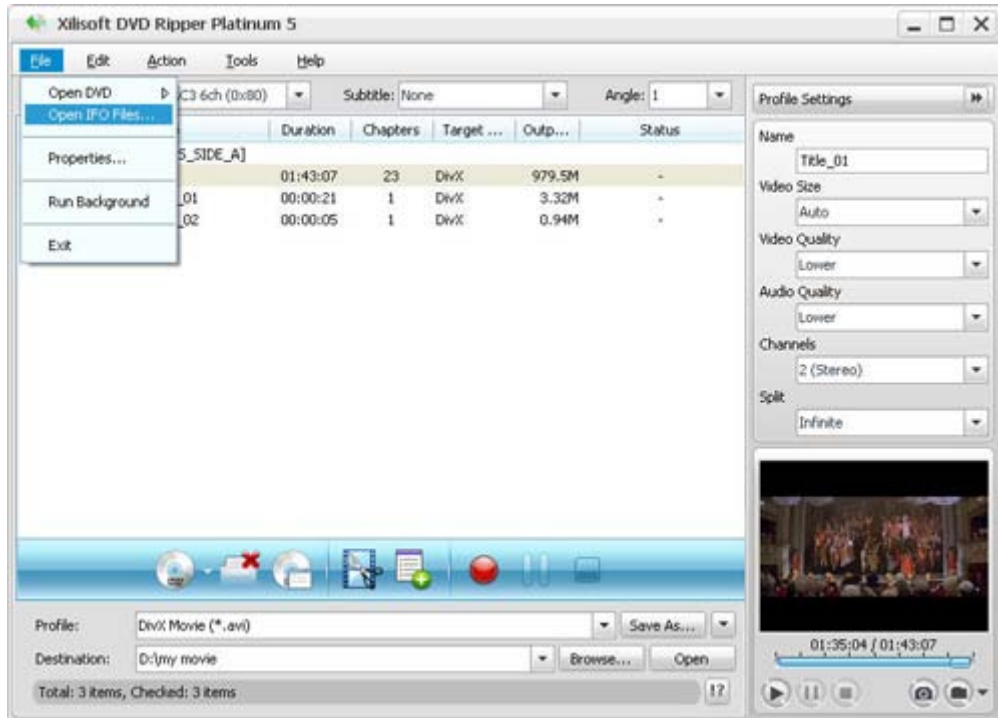 Xilisoft DVD Ripper Platinum 5
File Edit Action Tools Help
Open DVD
Open IFO Files...
Properties...
Run Background
Exit
C3 6ch (0x80) Subtitle: None Angle: 1
Duration Chapters Target ... Outp... Status
5_SIDE_A]
01:43:07 23 DivX 979.5M -
_01 00:00:21 1 DivX 3.32M -
_02 00:00:05 1 DivX 0.94M -
Profile Settings
Name
Title_01
Video Size
Auto
Video Quality
Lower
Audio Quality
Lower
Channels
2 (Stereo)
Split
Infinite
01:35:04 / 01:43:07
Profile: DivX Movie (*.avi) Save As...
Destination: D:\my movie Browse... Open
Total: 3 items, Checked: 3 items !?